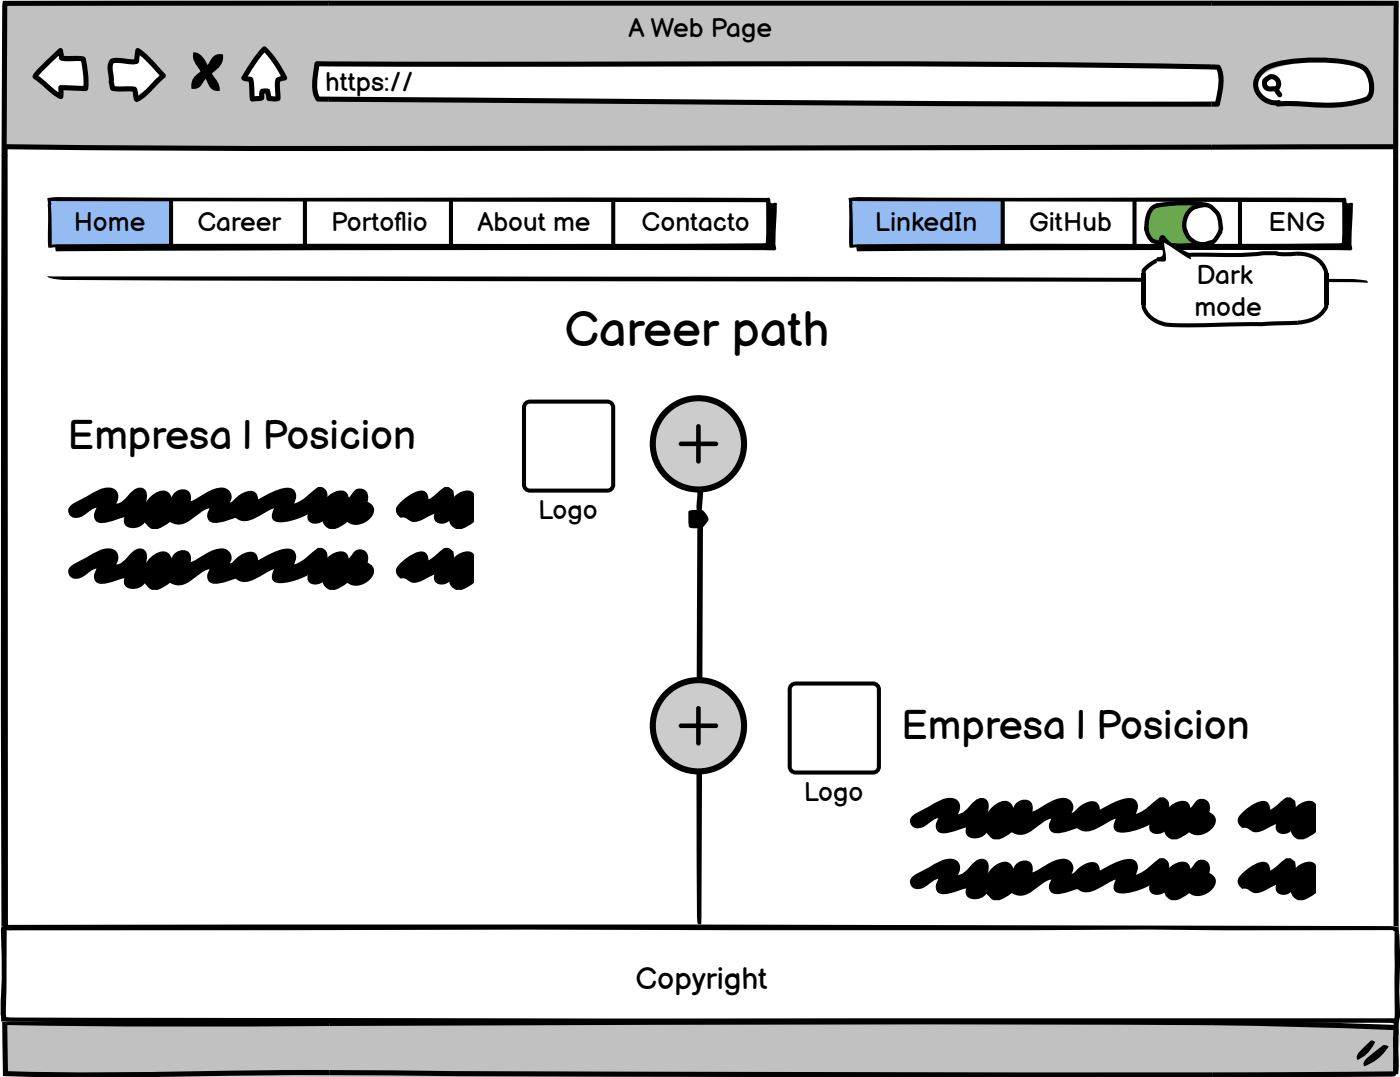 A Web Page
https://
Home Career Portoflio About me Contacto LinkedIn GitHub ENG
Dark
mode
Career path
Empresa | Posicion
Logo
Empresa | Posicion
Logo
Copyright